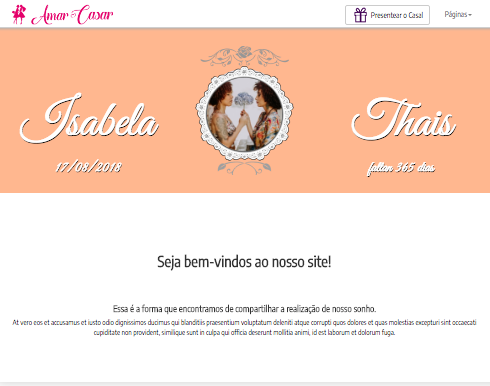 Amar e Casar
Presentear o Casal
Páginas
Isabela
Thais
17/08/2018
faltan 365 dias
Seja bem-vindos ao nosso site!
Essa é a forma que encontramos de compartilhar a realização de nosso sonho.
At vero eos et accusamus et iusto odio dignissimos ducimus qui blanditiis praesentium voluptatum deleniti atque corrupti quos dolores et quas molestias excepturi sint occaecati
cupiditate non provident, similique sunt in culpa qui officia deserunt mollitia animi, id est laborum et dolorum fuga.